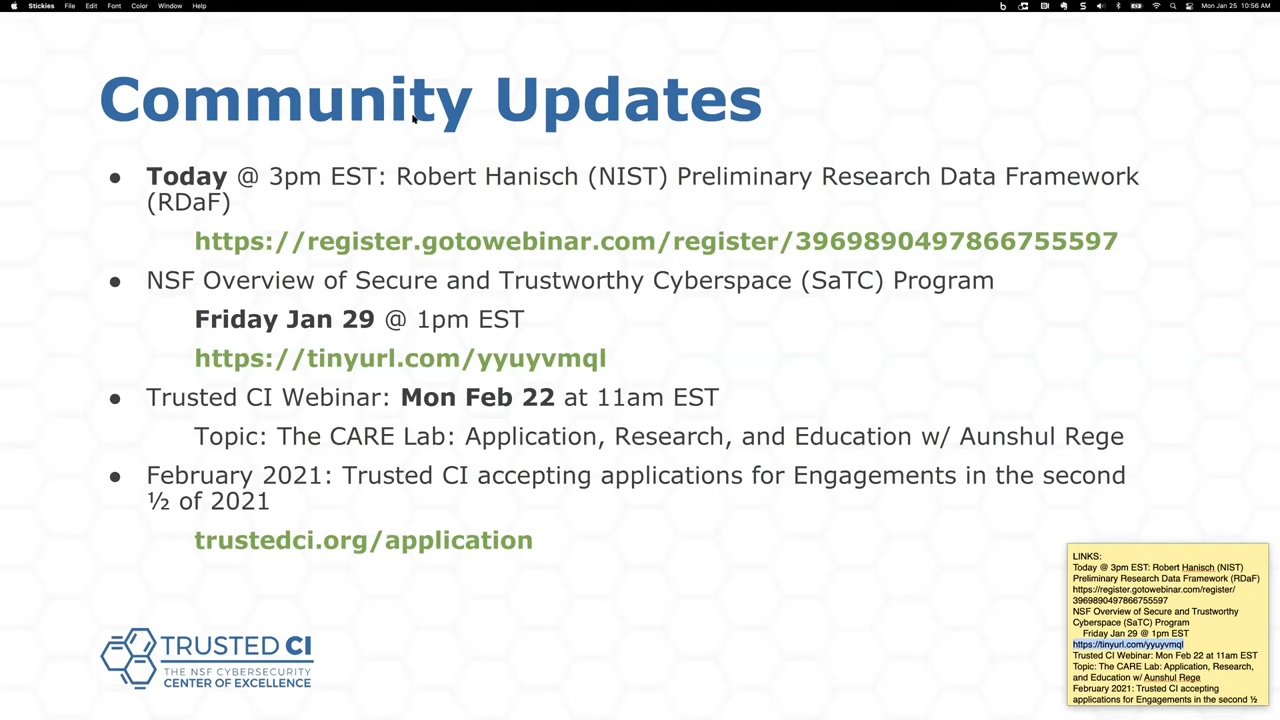 Stickies File Edit Font Color Window Help Mon Jan 25 10:56 AM
Community Updates
● Today @ 3pm EST: Robert Hanisch (NIST) Preliminary Research Data Framework
(RDaF)
https://register.gotowebinar.com/register/3969890497866755597
● NSF Overview of Secure and Trustworthy Cyberspace (SaTC) Program
Friday Jan 29 @ 1pm EST
https://tinyurl.com/yyuyvmql
● Trusted CI Webinar: Mon Feb 22 at 11am EST
Topic: The CARE Lab: Application, Research, and Education w/ Aunshul Rege
● February 2021: Trusted CI accepting applications for Engagements in the second
½ of 2021
trustedci.org/application
TRUSTED CI
THE NSF CYBERSECURITY
CENTER OF EXCELLENCE
LINKS:
Today @ 3pm EST: Robert Hanisch (NIST)
Preliminary Research Data Framework (RDaF)
https://register.gotowebinar.com/register/
3969890497866755597
NSF Overview of Secure and Trustworthy
Cyberspace (SaTC) Program
Friday Jan 29 @ 1pm EST
https://tinyurl.com/yyuyvmql
Trusted CI Webinar: Mon Feb 22 at 11am EST
Topic: The CARE Lab: Application, Research,
and Education w/ Aunshul Rege
February 2021: Trusted CI accepting
applications for Engagements in the second ½